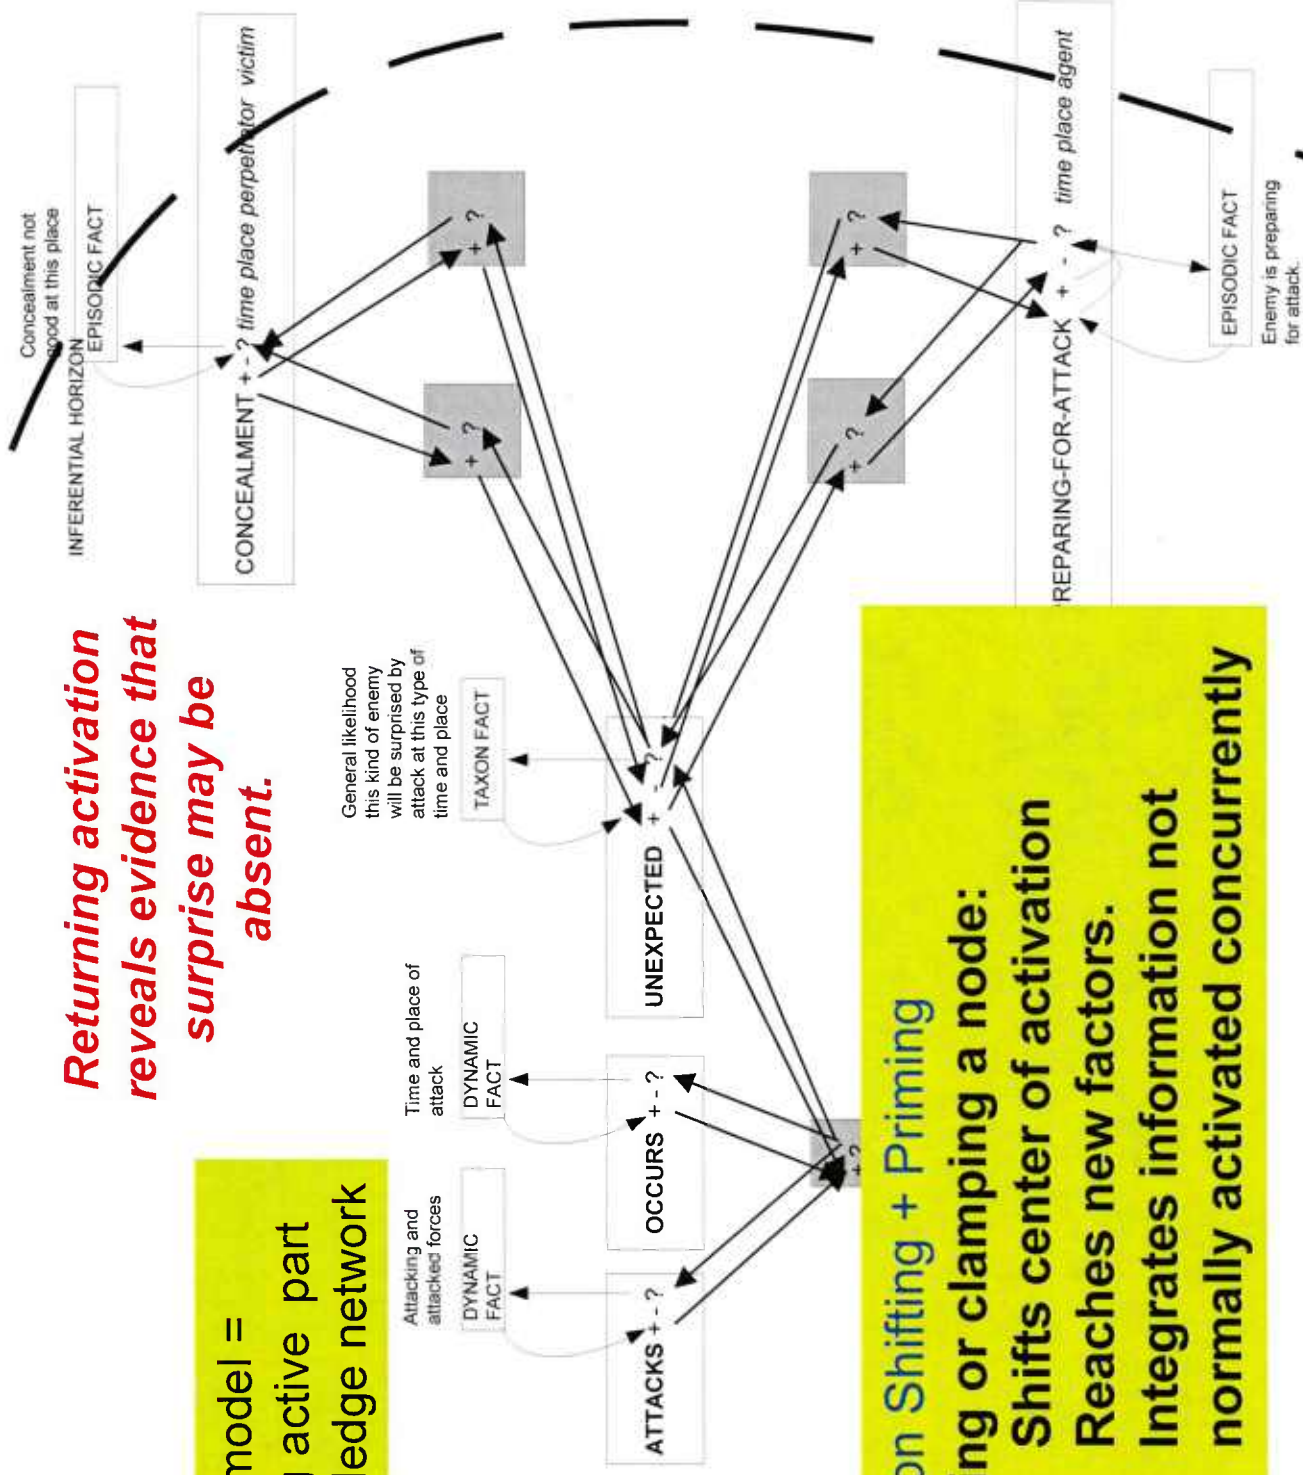 Returning activation
reveals evidence that
surprise may be
absent.
model =
active part
network
Attacking and
attacked forces
DYNAMIC
FACT
ATTACKS + - ?
Time and place of
attack
DYNAMIC
FACT
OCCURS + - ?
General likelihood
this kind of enemy
will be surprised by
attack at this type of
time and place
TAXON FACT
UNEXPECTED + - ?
+ ?
INFERENTIAL HORIZON
Concealment not
good at this place
EPISODIC FACT
CONCEALMENT + - ? time place perpetrator victim
+ ?
+ ?
+ ?
+ ?
PREPARING-FOR-ATTACK + - ? time place agent
EPISODIC FACT
Enemy is preparing
for attack.
on Shifting + Priming
ng or clamping a node:
Shifts center of activation
Reaches new factors.
Integrates information not
normally activated concurrently